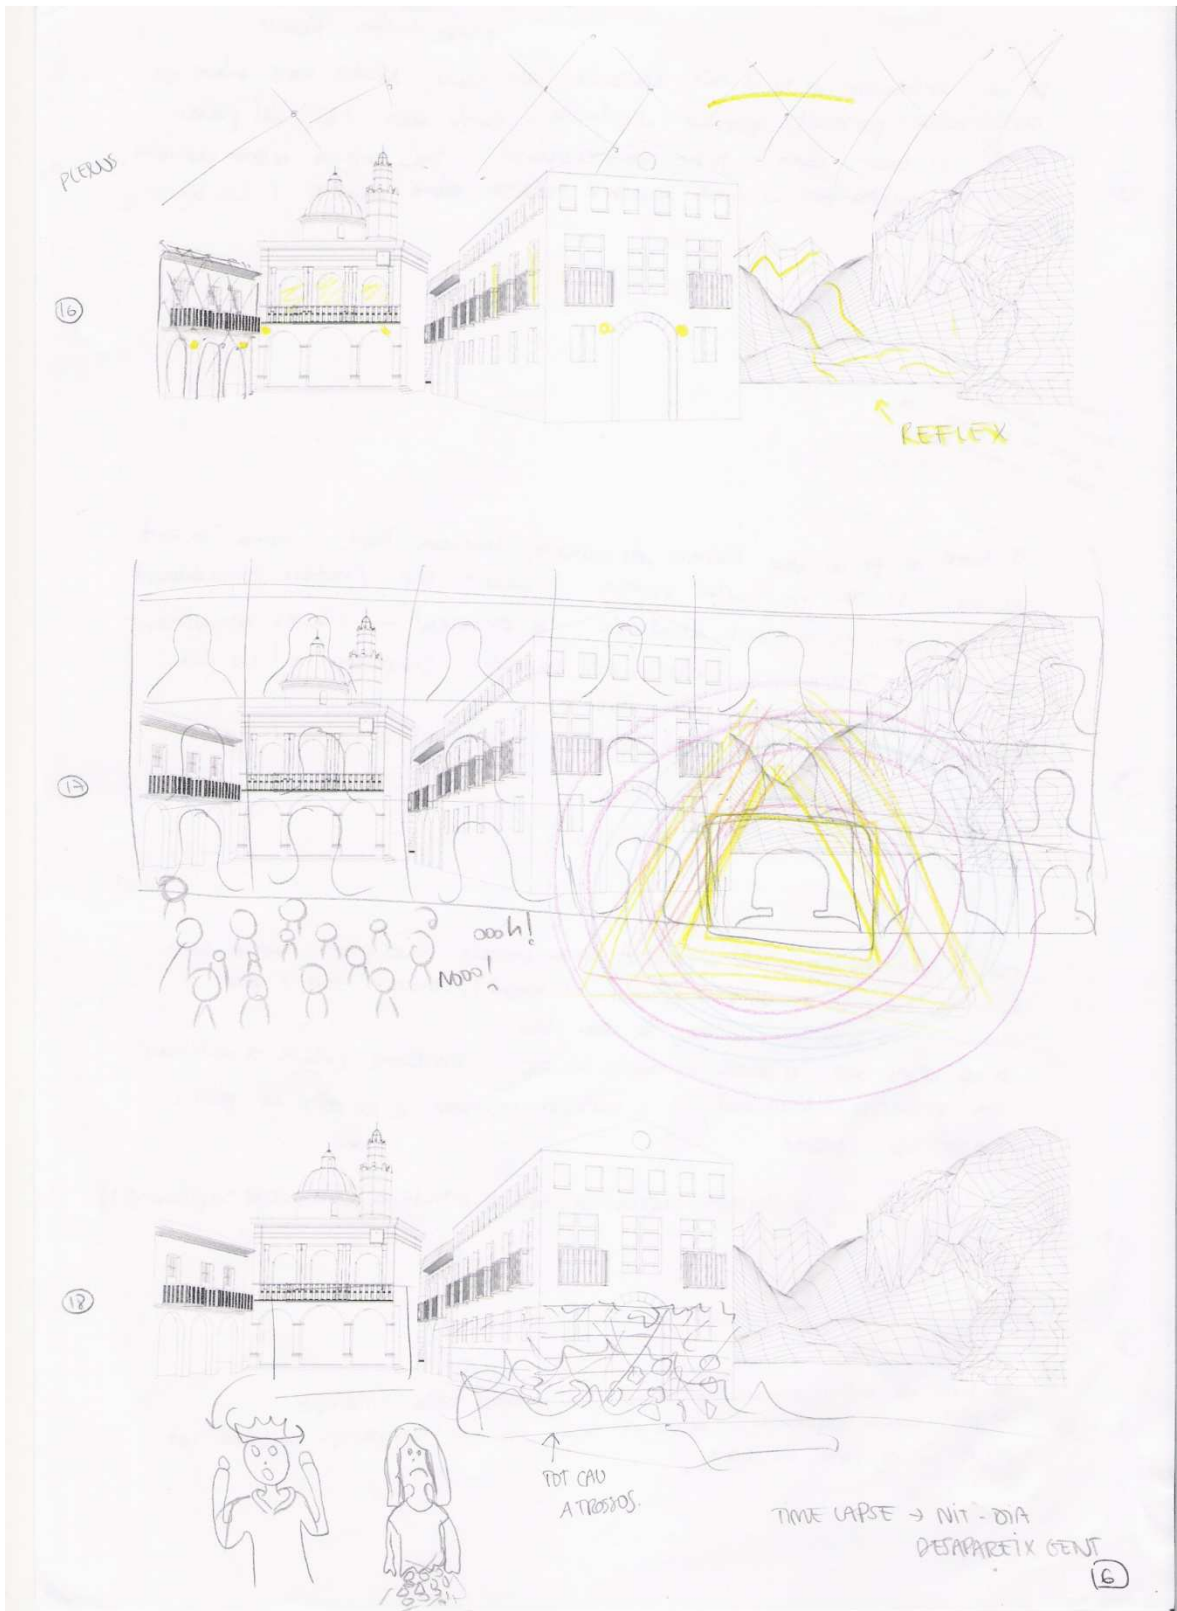 PLEXUS
16
REFLEX
17
oooh!
NOOO!
18
TOT CAU
A TROSSOS.
TIME LAPSE → NIT - DIA
DESAPAREIX GENT
6